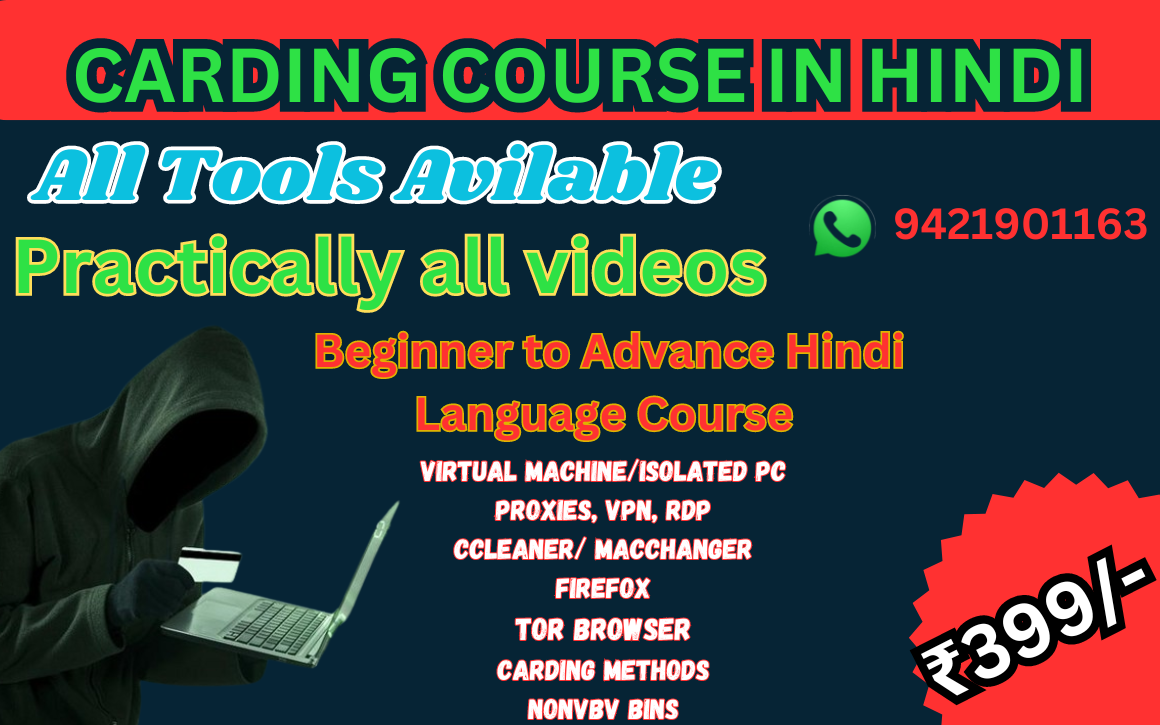 CARDING COURSE IN HINDI
All Tools Avilable
9421901163
Practically all videos
Beginner to Advance Hindi
Language Course
VIRTUAL MACHINE/ISOLATED PC
PROXIES, VPN, RDP
CCLEANER/ MACCHANGER
FIREFOX
TOR BROWSER
CARDING METHODS
NONVBV BINS
₹399/-